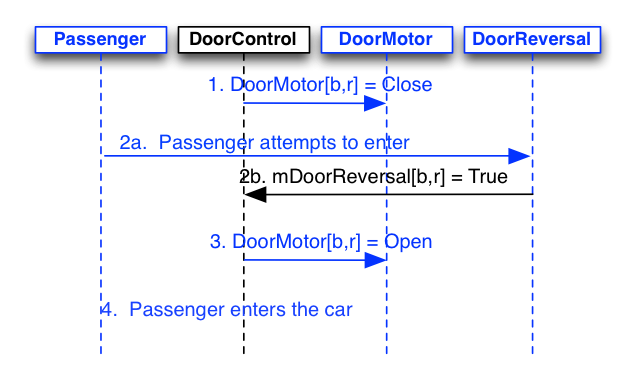 Passenger DoorControl DoorMotor DoorReversal
1. DoorMotor[b,r] = Close
2a.  Passenger attempts to enter
2b. mDoorReversal[b,r] = True
3. DoorMotor[b,r] = Open
4.  Passenger enters the car